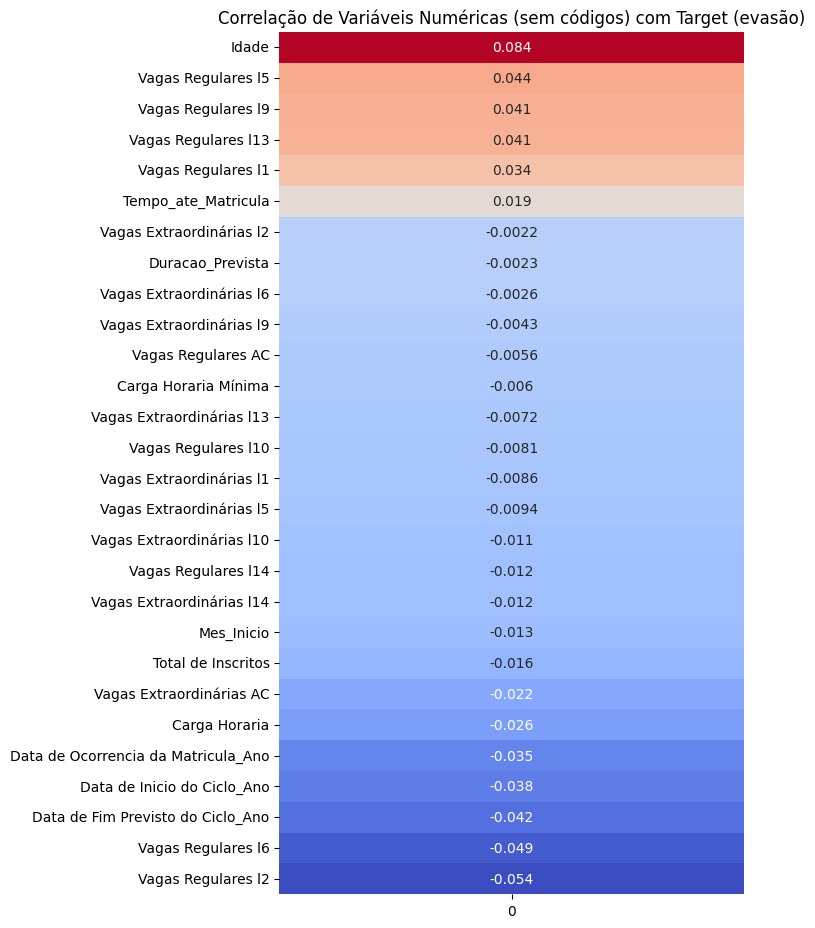 Correlação de Variáveis Numéricas (sem códigos) com Target (evasão)
Idade 0.084
Vagas Regulares l5 0.044
Vagas Regulares l9 0.041
Vagas Regulares l13 0.041
Vagas Regulares l1 0.034
Tempo_ate_Matricula 0.019
Vagas Extraordinárias l2 -0.0022
Duracao_Prevista -0.0023
Vagas Extraordinárias l6 -0.0026
Vagas Extraordinárias l9 -0.0043
Vagas Regulares AC -0.0056
Carga Horaria Mínima -0.006
Vagas Extraordinárias l13 -0.0072
Vagas Regulares l10 -0.0081
Vagas Extraordinárias l1 -0.0086
Vagas Extraordinárias l5 -0.0094
Vagas Extraordinárias l10 -0.011
Vagas Regulares l14 -0.012
Vagas Extraordinárias l14 -0.012
Mes_Inicio -0.013
Total de Inscritos -0.016
Vagas Extraordinárias AC -0.022
Carga Horaria -0.026
Data de Ocorrencia da Matricula_Ano -0.035
Data de Inicio do Ciclo_Ano -0.038
Data de Fim Previsto do Ciclo_Ano -0.042
Vagas Regulares l6 -0.049
Vagas Regulares l2 -0.054
0